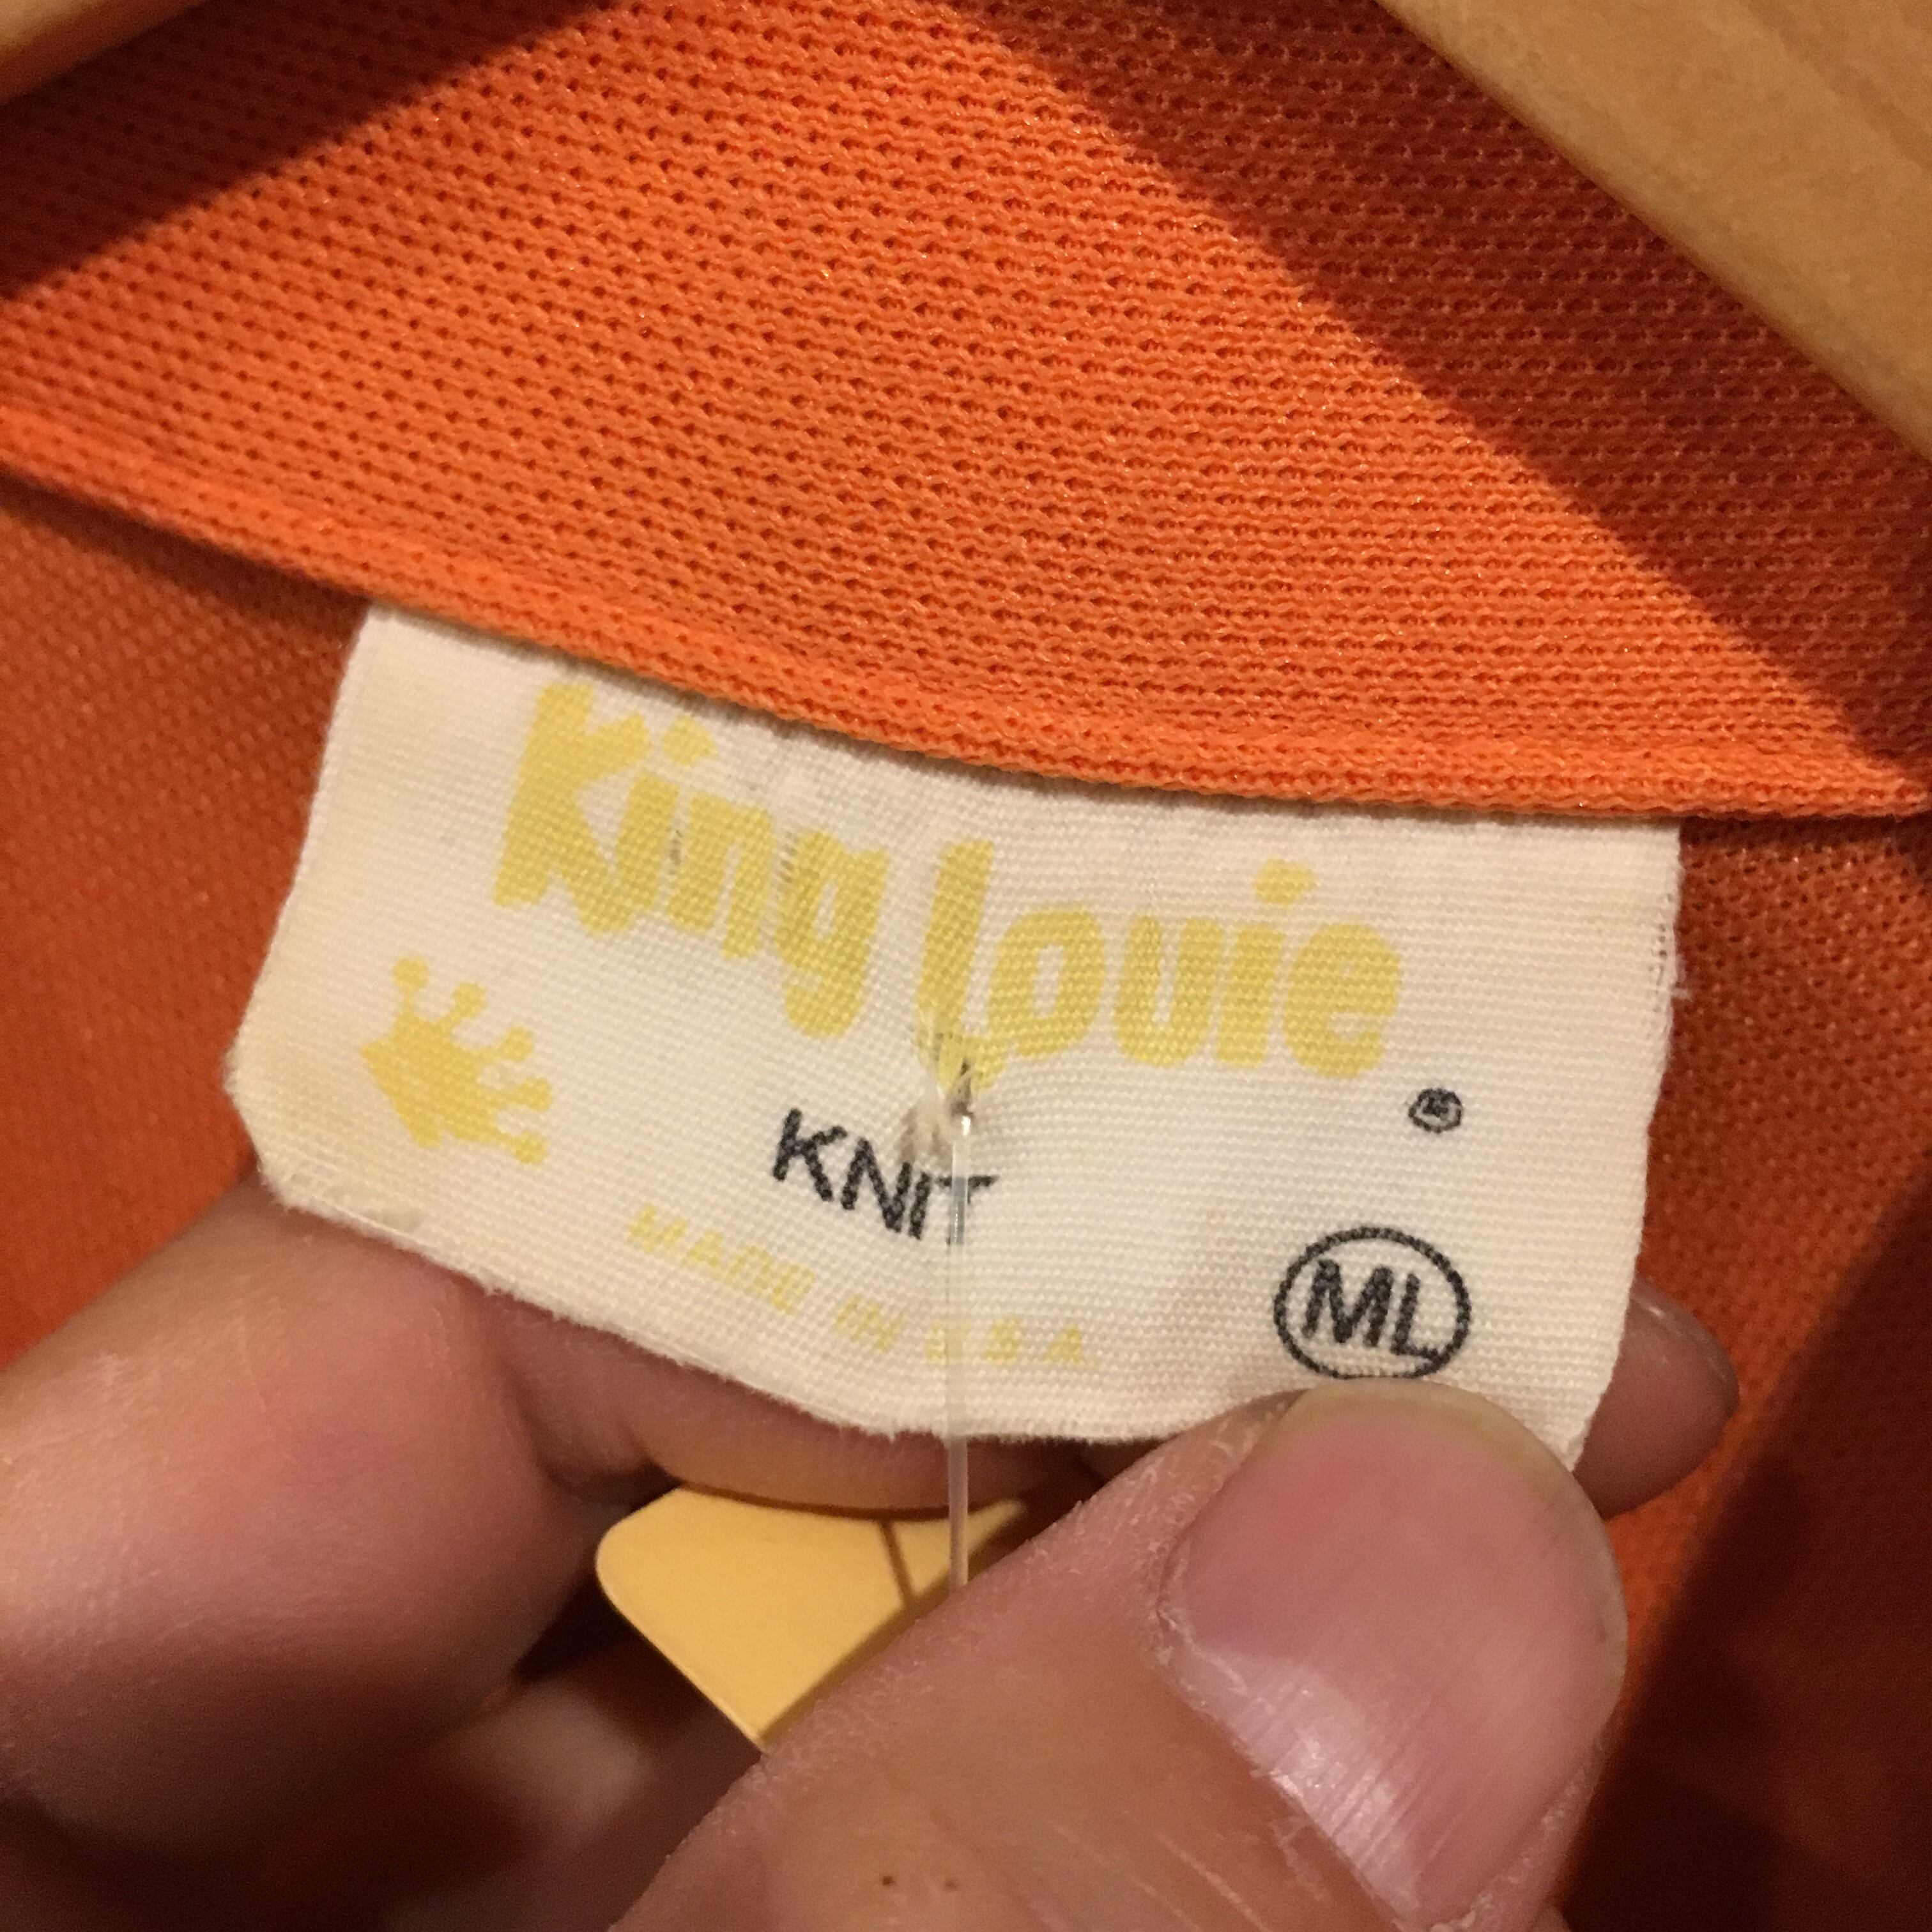 King Louie
®
KNIT
MADE IN U.S.A.
ML